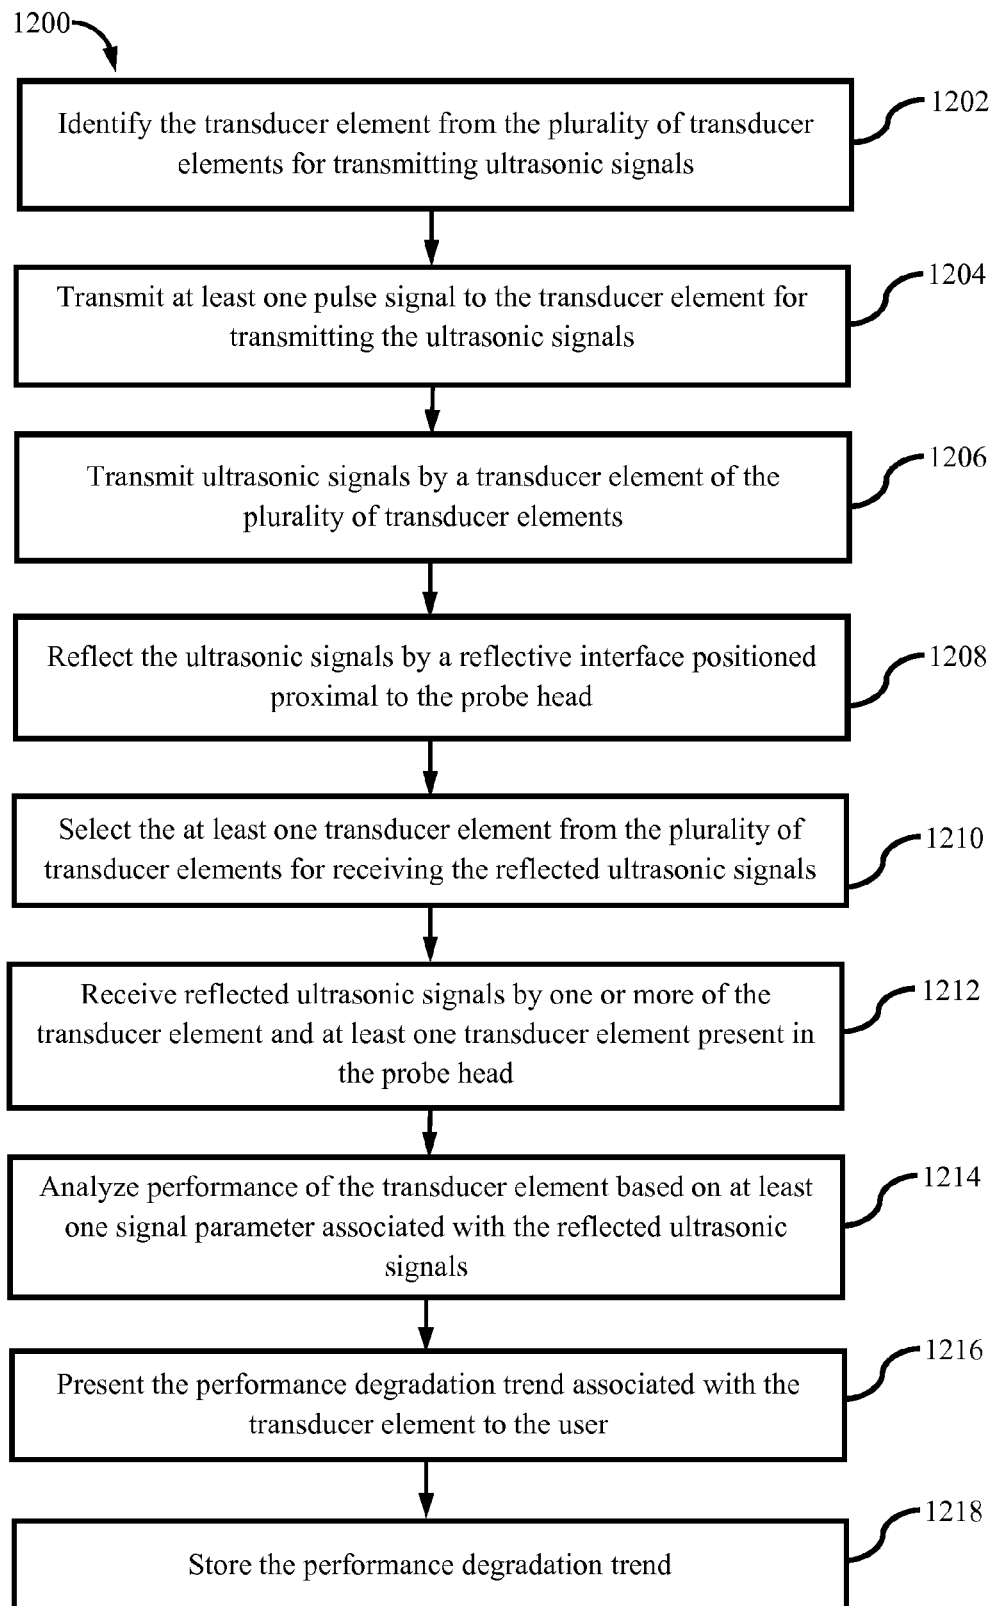 1200
1202
Identify the transducer element from the plurality of transducer
elements for transmitting ultrasonic signals
1204
Transmit at least one pulse signal to the transducer element for
transmitting the ultrasonic signals
1206
Transmit ultrasonic signals by a transducer element of the
plurality of transducer elements
1208
Reflect the ultrasonic signals by a reflective interface positioned
proximal to the probe head
1210
Select the at least one transducer element from the plurality of
transducer elements for receiving the reflected ultrasonic signals
1212
Receive reflected ultrasonic signals by one or more of the
transducer element and at least one transducer element present in
the probe head
1214
Analyze performance of the transducer element based on at least
one signal parameter associated with the reflected ultrasonic
signals
1216
Present the performance degradation trend associated with the
transducer element to the user
1218
Store the performance degradation trend